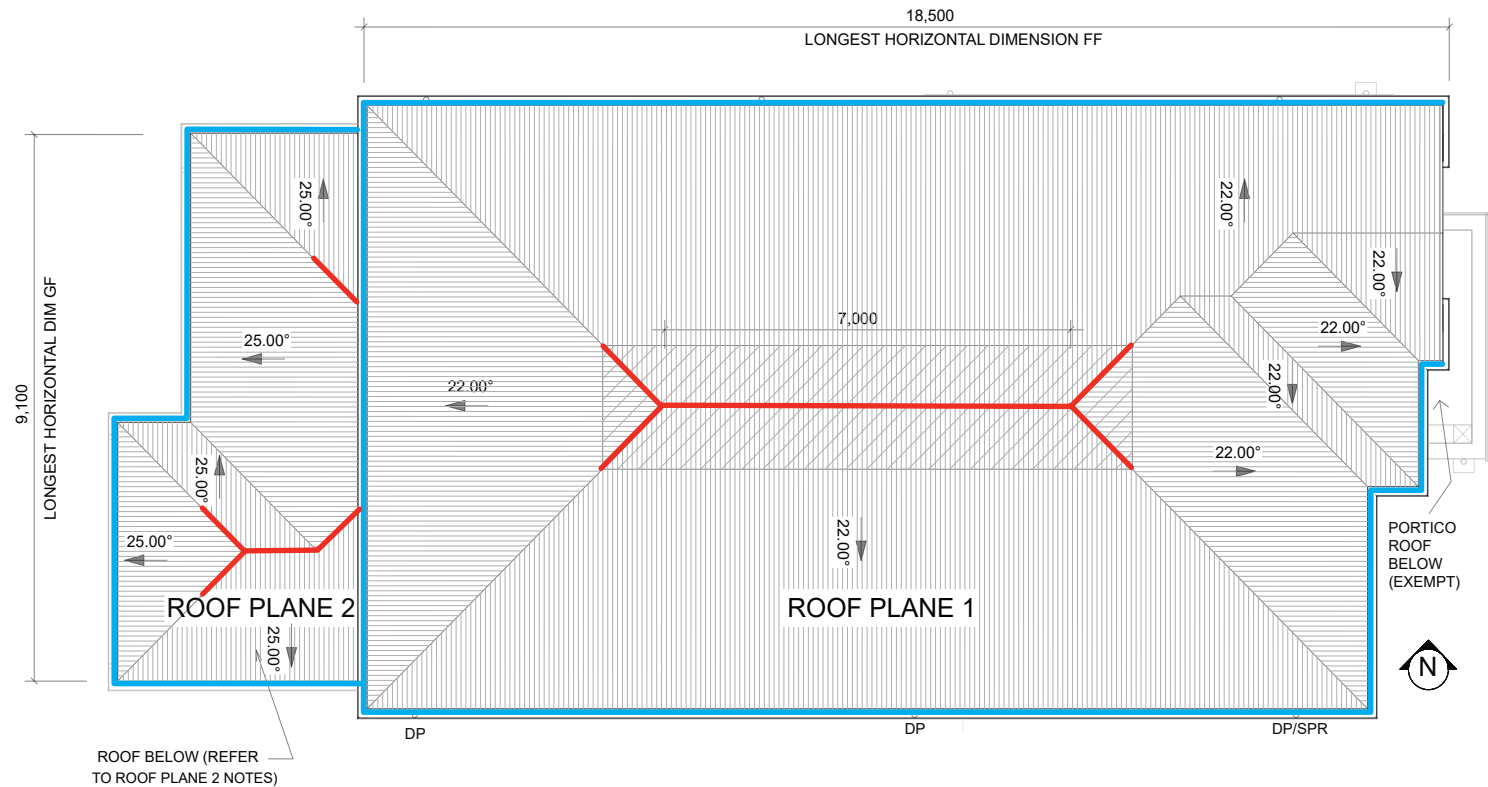 18,500
LONGEST HORIZONTAL DIMENSION FF
9,100
LONGEST HORIZONTAL DIM GF
25.00°
25.00°
25.00°
25.00°
25.00°
ROOF PLANE 2
22.00°
7,000
22.00°
22.00°
22.00°
22.00°
22.00°
22.00°
ROOF PLANE 1
PORTICO
ROOF
BELOW
(EXEMPT)
N
DP
DP
DP/SPR
ROOF BELOW (REFER
TO ROOF PLANE 2 NOTES)